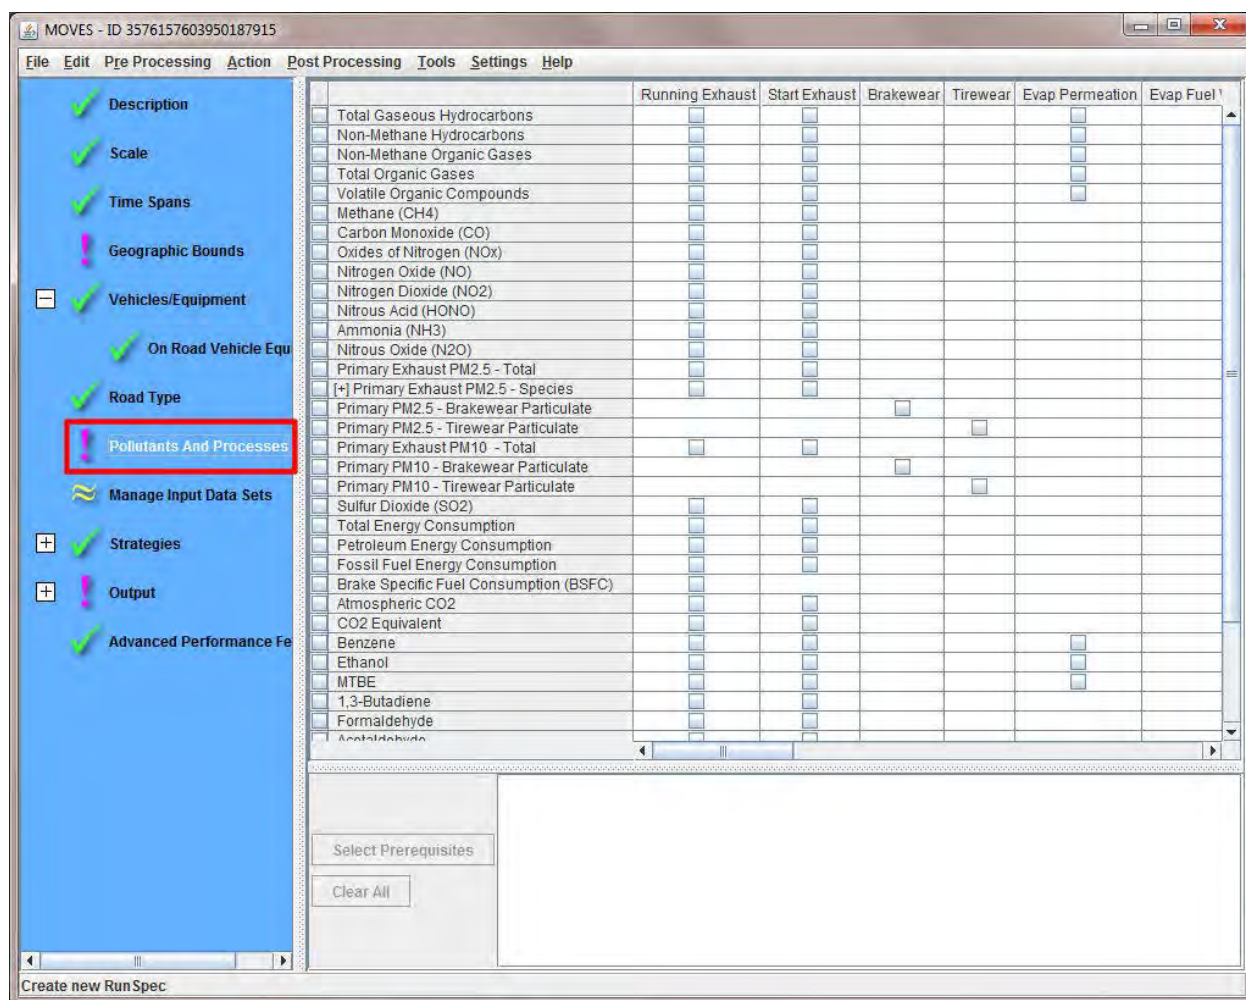 MOVES - ID 3576157603950187915
File Edit Pre Processing Action Post Processing Tools Settings Help
Description
Scale
Time Spans
Geographic Bounds
Vehicles/Equipment
On Road Vehicle Equ
Road Type
Pollutants And Processes
Manage Input Data Sets
Strategies
Output
Advanced Performance Fe
Running Exhaust Start Exhaust Brakewear Tirewear Evap Permeation Evap Fuel
Total Gaseous Hydrocarbons
Non-Methane Hydrocarbons
Non-Methane Organic Gases
Total Organic Gases
Volatile Organic Compounds
Methane (CH4)
Carbon Monoxide (CO)
Oxides of Nitrogen (NOx)
Nitrogen Oxide (NO)
Nitrogen Dioxide (NO2)
Nitrous Acid (HONO)
Ammonia (NH3)
Nitrous Oxide (N2O)
Primary Exhaust PM2.5 - Total
[+] Primary Exhaust PM2.5 - Species
Primary PM2.5 - Brakewear Particulate
Primary PM2.5 - Tirewear Particulate
Primary Exhaust PM10 - Total
Primary PM10 - Brakewear Particulate
Primary PM10 - Tirewear Particulate
Sulfur Dioxide (SO2)
Total Energy Consumption
Petroleum Energy Consumption
Fossil Fuel Energy Consumption
Brake Specific Fuel Consumption (BSFC)
Atmospheric CO2
CO2 Equivalent
Benzene
Ethanol
MTBE
1,3-Butadiene
Formaldehyde
Acetaldehyde
Select Prerequisites
Clear All
Create new RunSpec